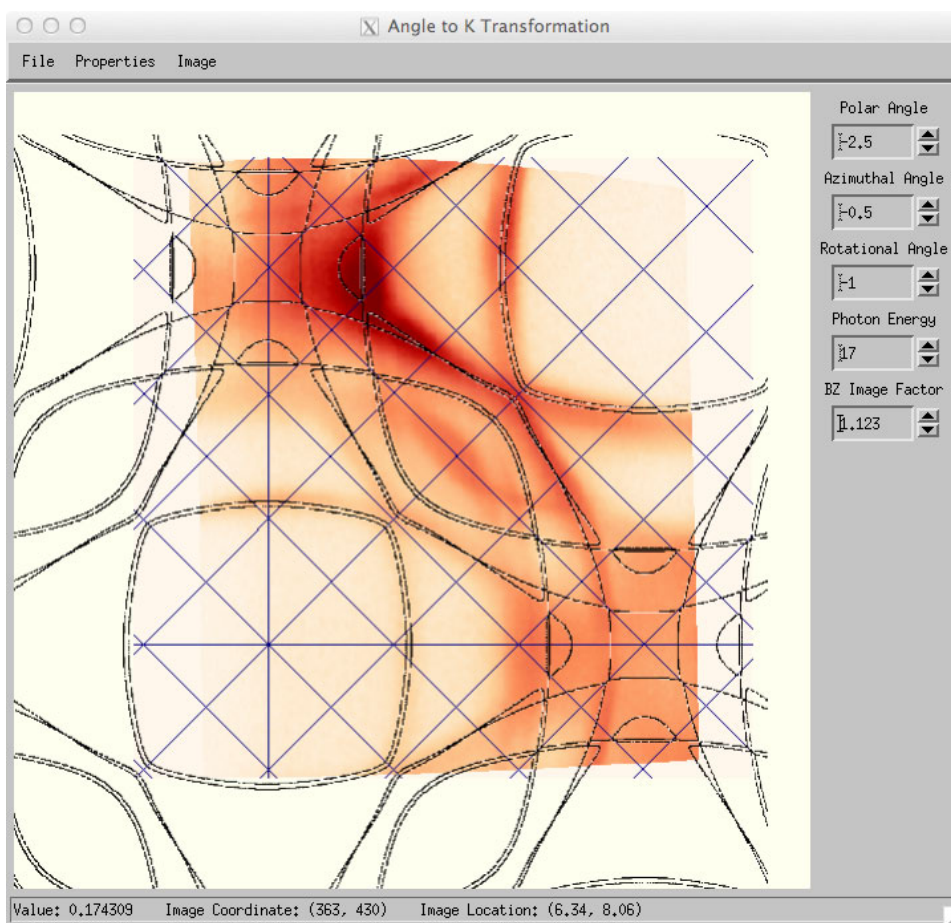 Angle to K Transformation
File Properties Image
Polar Angle
-2.5
Azimuthal Angle
-0.5
Rotational Angle
-1
Photon Energy
17
BZ Image Factor
1.123
Value: 0.174309 Image Coordinate: (363, 430) Image Location: (6.34, 8.06)